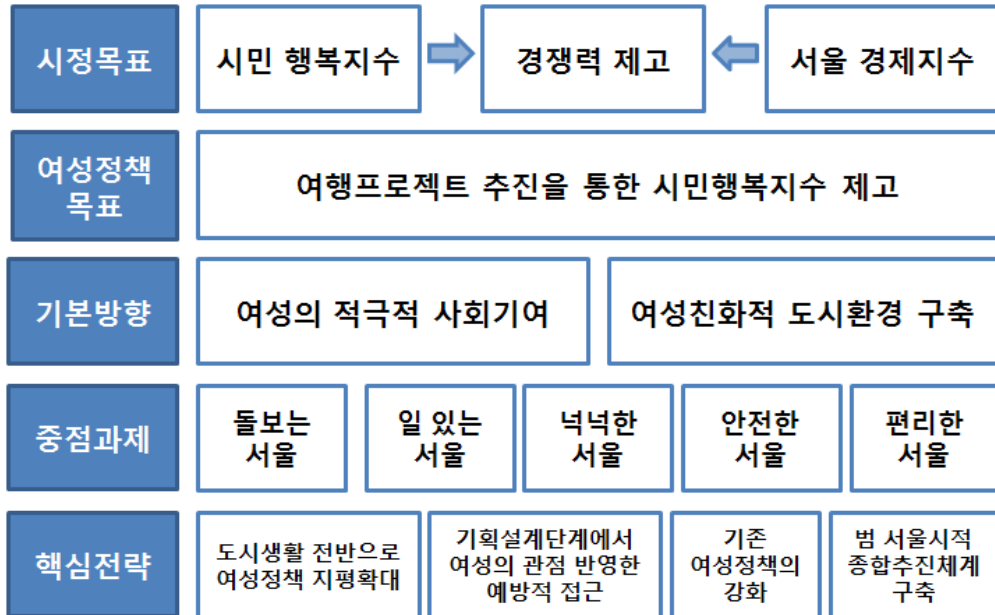 시정목표
시민 행복지수
경쟁력 제고
서울 경제지수
여성정책
목표
여행프로젝트 추진을 통한 시민행복지수 제고
기본방향
여성의 적극적 사회기여
여성친화적 도시환경 구축
중점과제
돌보는
서울
일 있는
서울
넉넉한
서울
안전한
서울
편리한
서울
핵심전략
도시생활 전반으로
여성정책 지평확대
기획설계단계에서
여성의 관점 반영한
예방적 접근
기존
여성정책의
강화
범 서울시적
종합추진체계
구축